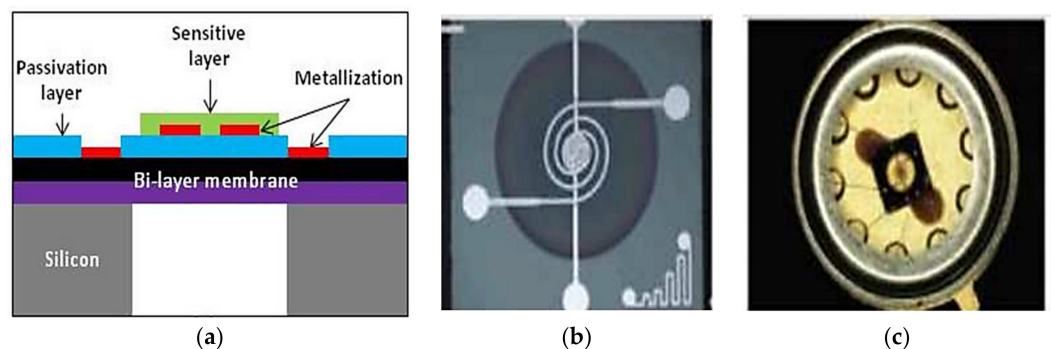 Sensitive
layer
Passivation
layer
Metallization
Bi-layer membrane
Silicon
(a)
(b)
(c)